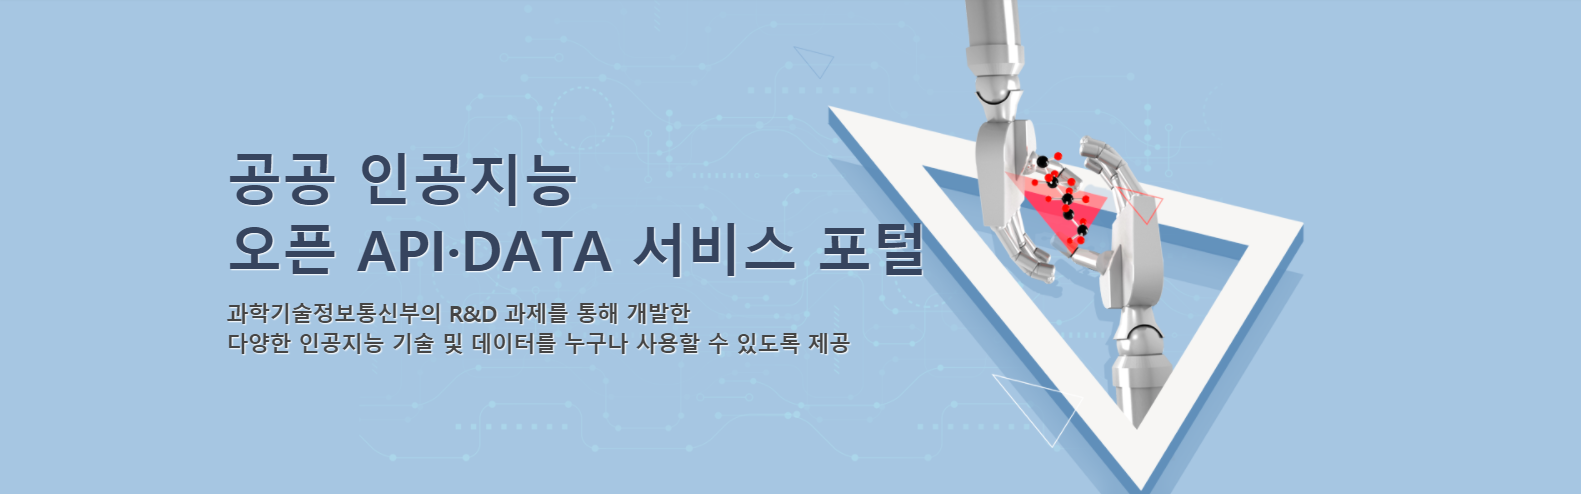 공공 인공지능
오픈 API·DATA 서비스 포털
과학기술정보통신부의 R&D 과제를 통해 개발한
다양한 인공지능 기술 및 데이터를 누구나 사용할 수 있도록 제공